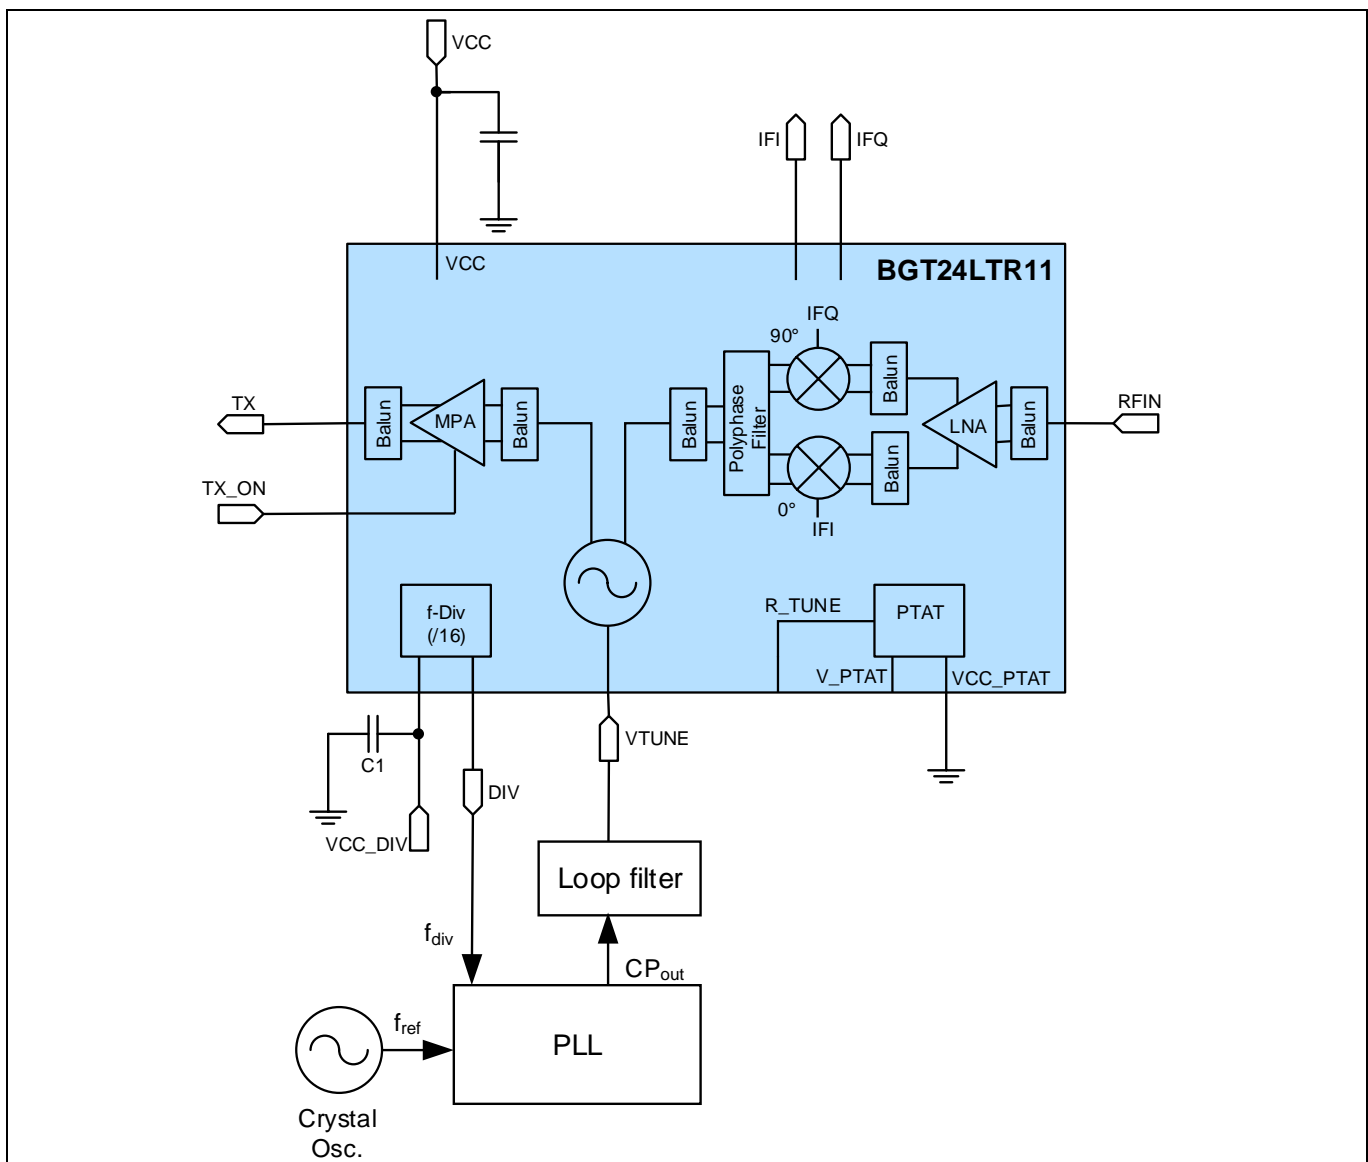 VCC
IFI
IFQ
VCC
BGT24LTR11
IFQ
90°
TX
Balun
MPA
Balun
Balun
Polyphase
Filter
Balun
LNA
Balun
RFIN
Balun
TX_ON
0°
IFI
f-Div
(/16)
R_TUNE
PTAT
V_PTAT
VCC_PTAT
C1
VTUNE
DIV
VCC_DIV
Loop filter
fdiv
CPout
fref
PLL
Crystal
Osc.